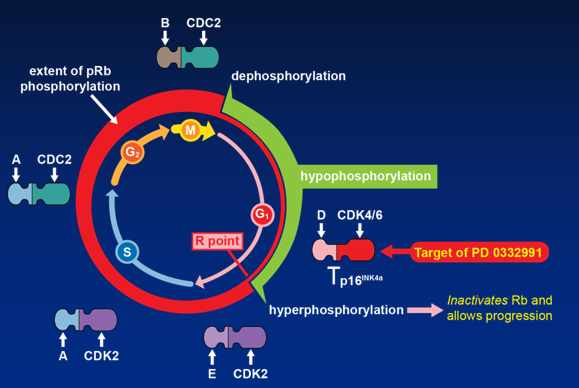 B CDC2
extent of pRb
phosphorylation
dephosphorylation
M
G2
A CDC2
hypophosphorylation
G1
D CDK4/6
R point
S
Target of PD 0332991
p16INK4a
hyperphosphorylation
Inactivates Rb and
allows progression
A CDK2
E CDK2